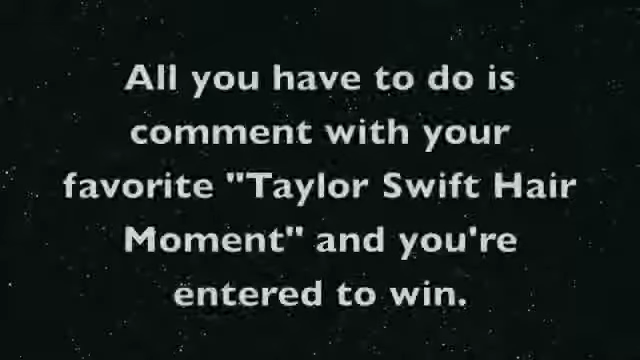 All you have to do is
comment with your
favorite "Taylor Swift Hair
Moment" and you're
entered to win.